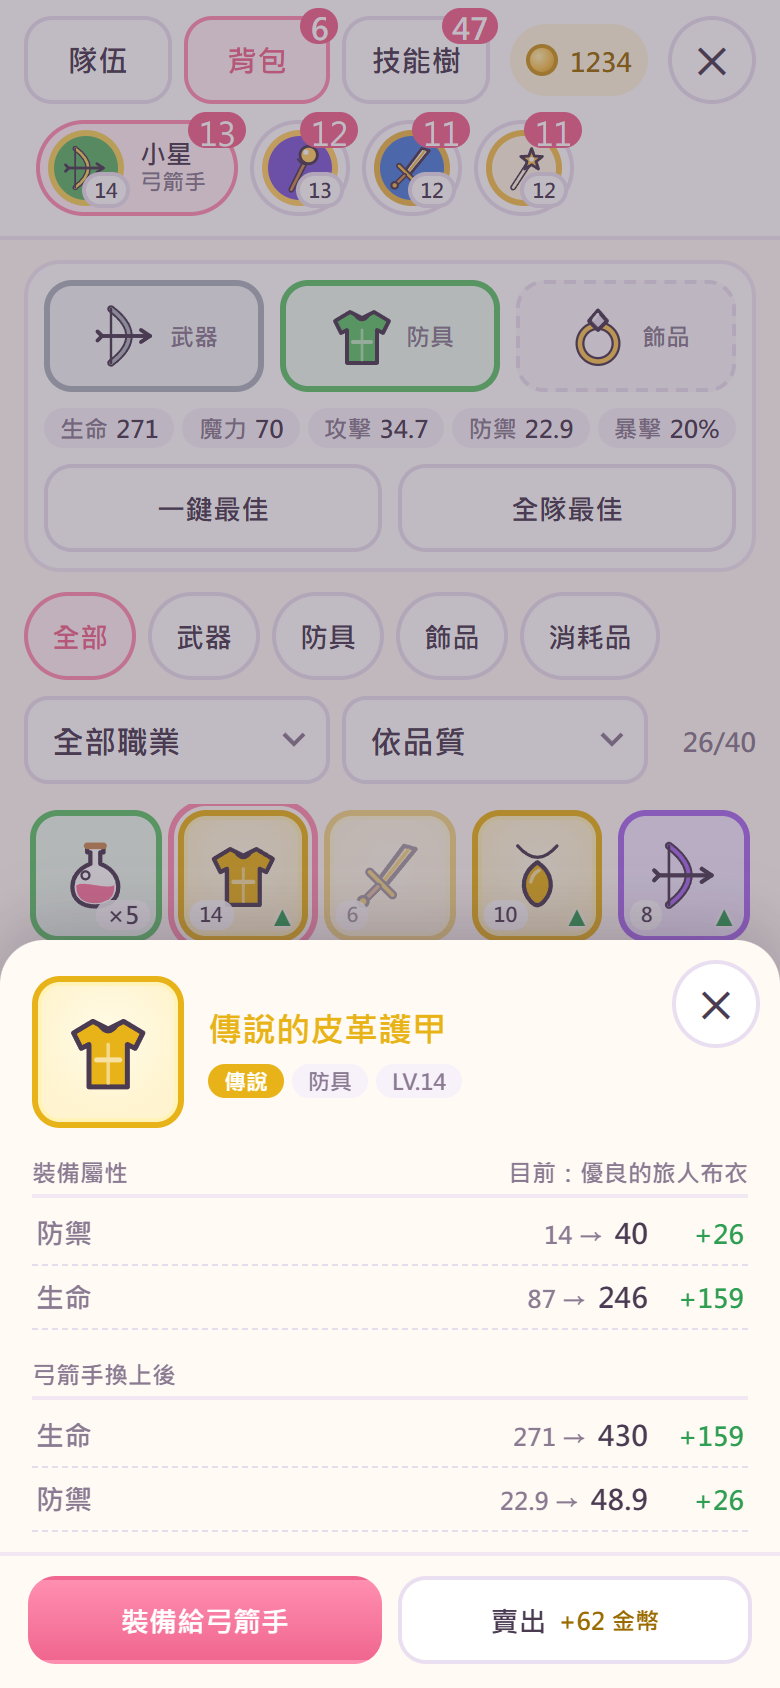 隊伍 背包 6 技能樹 47 1234
14 小星 13 13 12 12 11 12 11
弓箭手
武器 防具 飾品
生命 271 魔力 70 攻擊 34.7 防禦 22.9 暴擊 20%
一鍵最佳 全隊最佳
全部 武器 防具 飾品 消耗品
全部職業 依品質 26/40
×5 14 6 10 8
傳說的皮革護甲
傳說 防具 LV.14
裝備屬性 目前：優良的旅人布衣
防禦 14 → 40 +26
生命 87 → 246 +159
弓箭手換上後
生命 271 → 430 +159
防禦 22.9 → 48.9 +26
裝備給弓箭手 賣出 +62 金幣